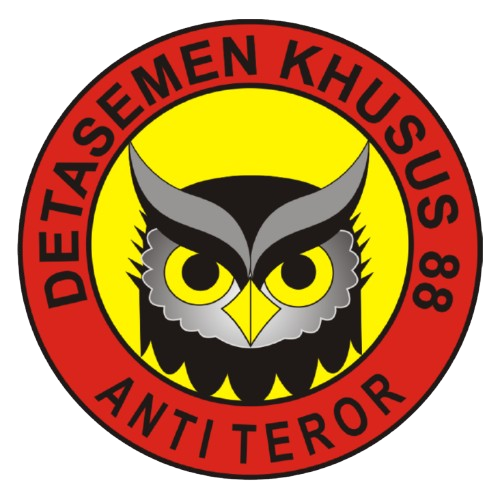 DETASEMEN KHUSUS 88
ANTI TEROR